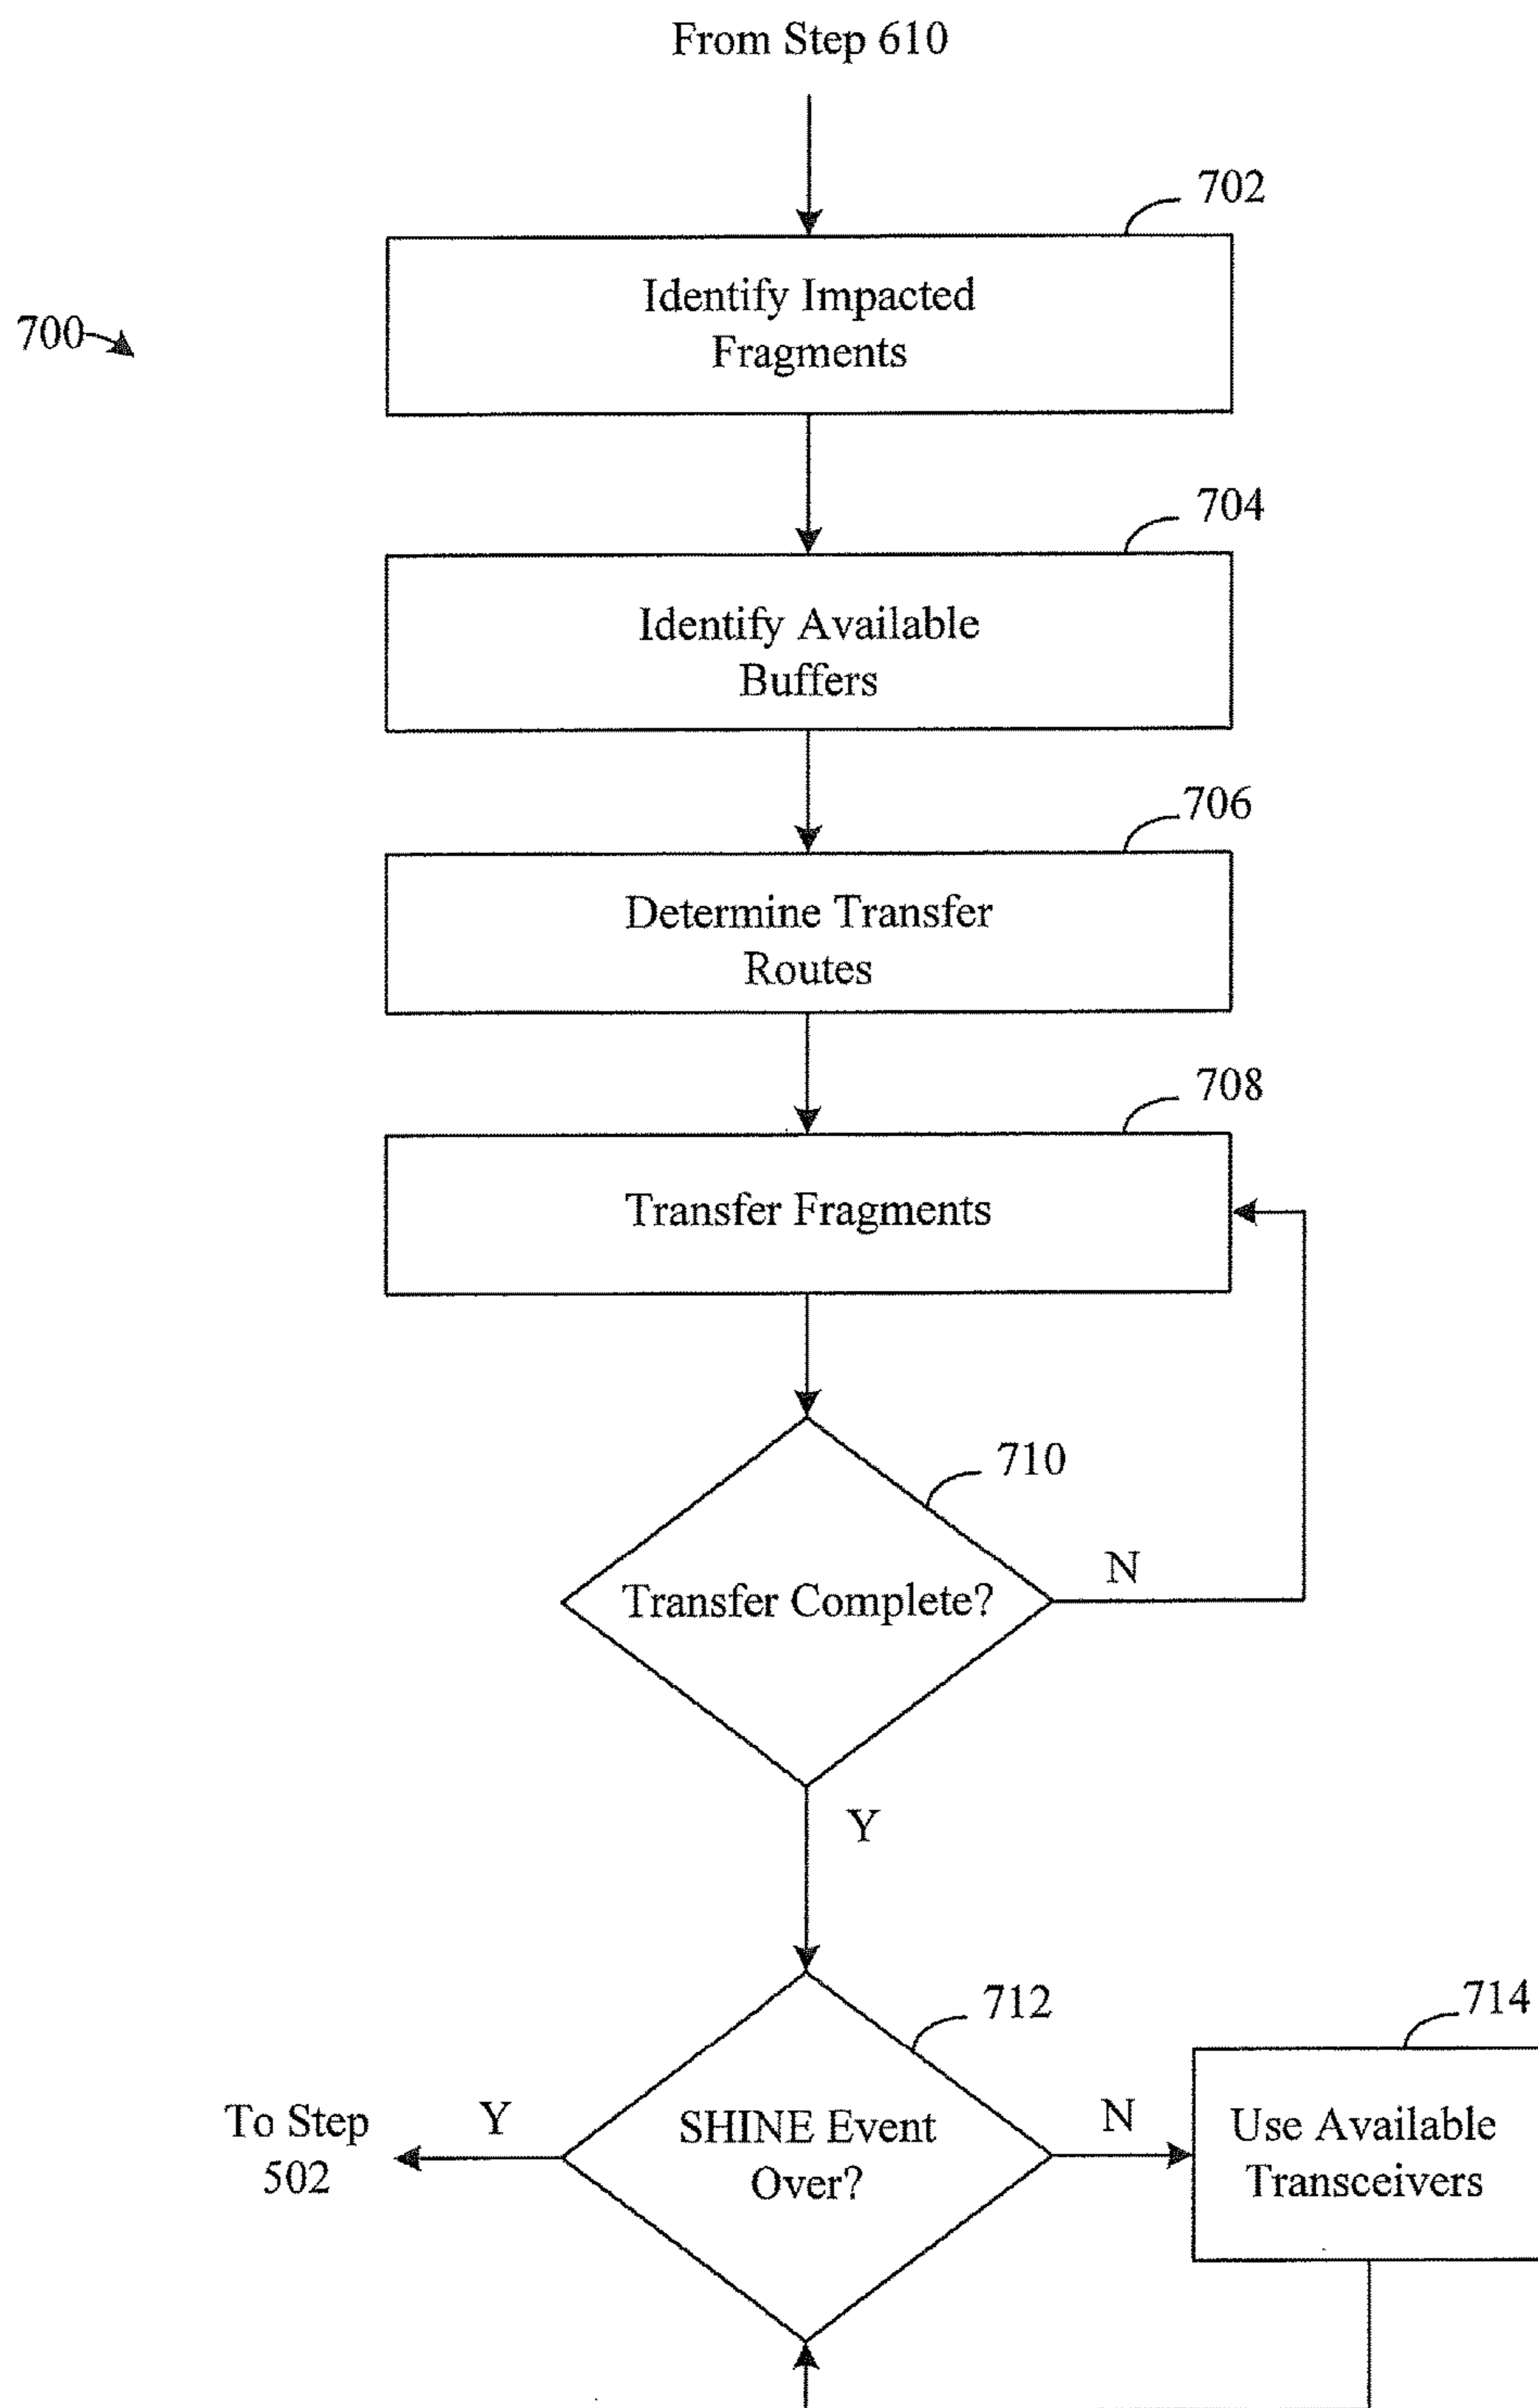 From Step 610
702
Identify Impacted
Fragments
700
704
Identify Available
Buffers
706
Determine Transfer
Routes
708
Transfer Fragments
710
Transfer Complete?
N
Y
712
714
To Step
502
Y
SHINE Event
Over?
N
Use Available
Transceivers